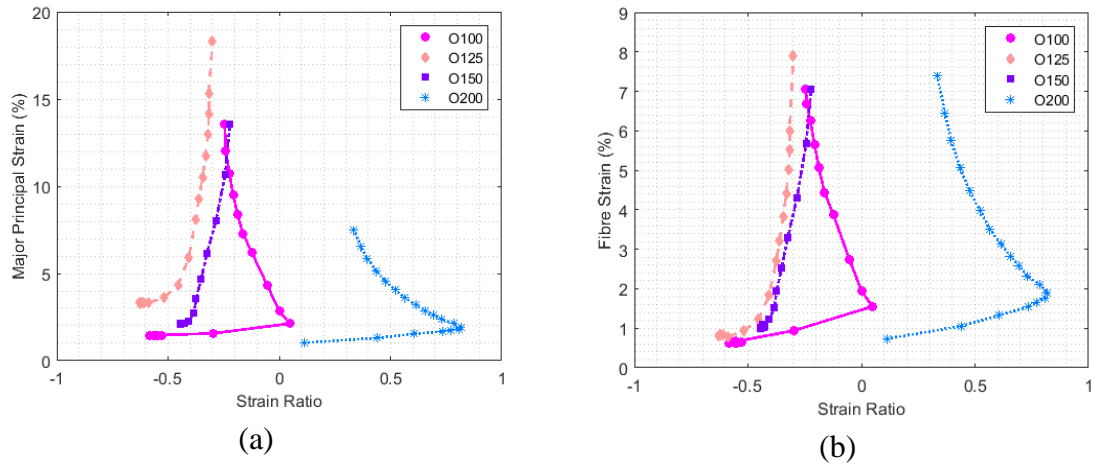 20
15
10
5
0
Major Principal Strain (%)
O100
O125
O150
O200
-1
-0.5
0
0.5
1
Strain Ratio
(a)
9
8
7
6
5
4
3
2
1
0
Fibre Strain (%)
O100
O125
O150
O200
-1
-0.5
0
0.5
1
Strain Ratio
(b)